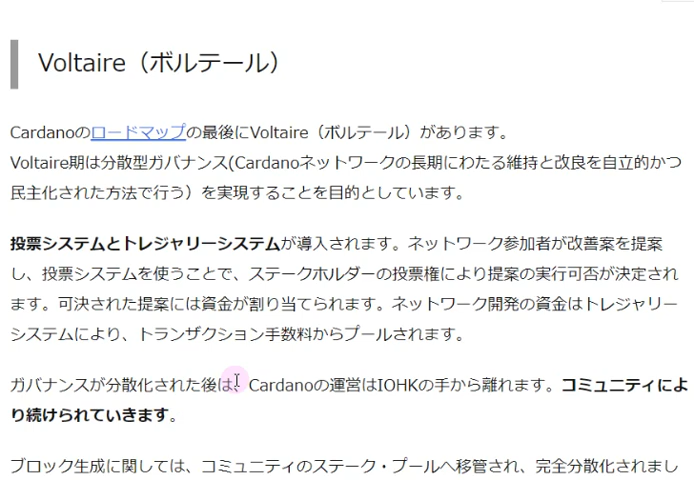 Voltaire（ボルテール）
Cardanoのロードマップの最後にVoltaire（ボルテール）があります。
Voltaire期は分散型ガバナンス(Cardanoネットワークの長期にわたる維持と改良を自立的かつ
民主化された方法で行う）を実現することを目的としています。
投票システムとトレジャリーシステムが導入されます。ネットワーク参加者が改善案を提案
し、投票システムを使うことで、ステークホルダーの投票権により提案の実行可否が決定され
ます。可決された提案には資金が割り当てられます。ネットワーク開発の資金はトレジャリー
システムにより、トランザクション手数料からプールされます。
ガバナンスが分散化された後は、Cardanoの運営はIOHKの手から離れます。コミュニティによ
り続けられていきます。
ブロック生成に関しては、コミュニティのステーク・プールへ移管され、完全分散化されまし